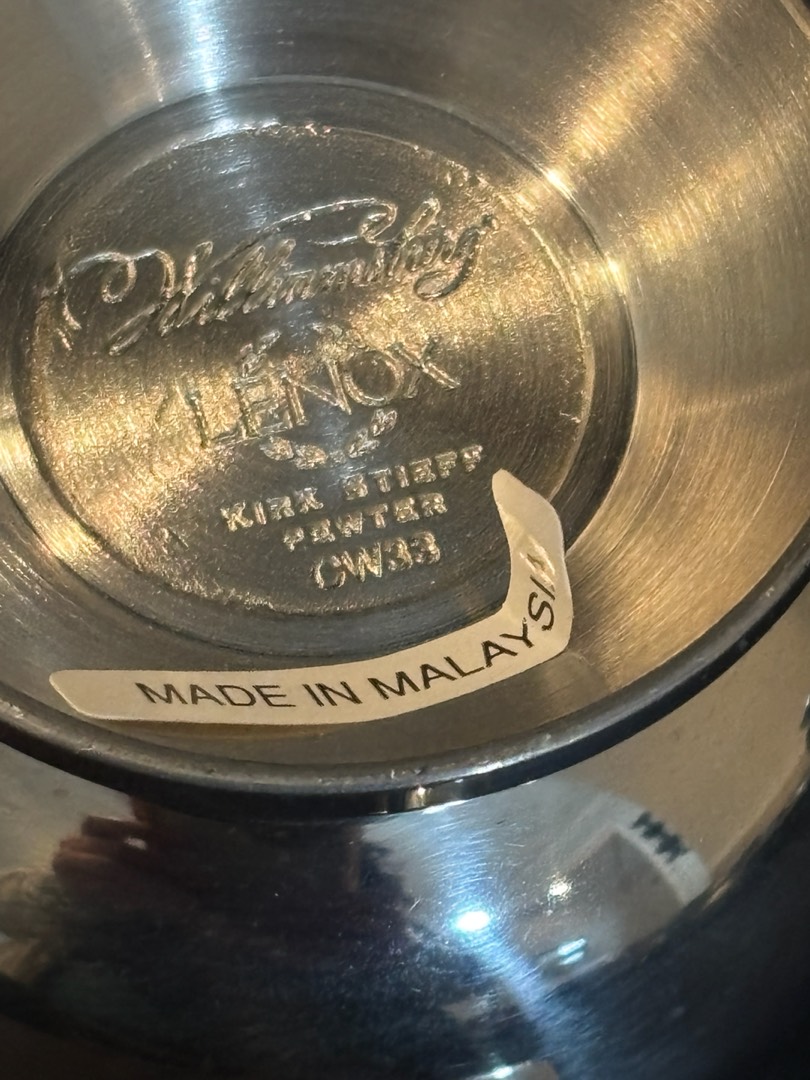 Williamsburg
LENOX
KIRK STIEFF
PEWTER
CW33
MADE IN MALAYSIA